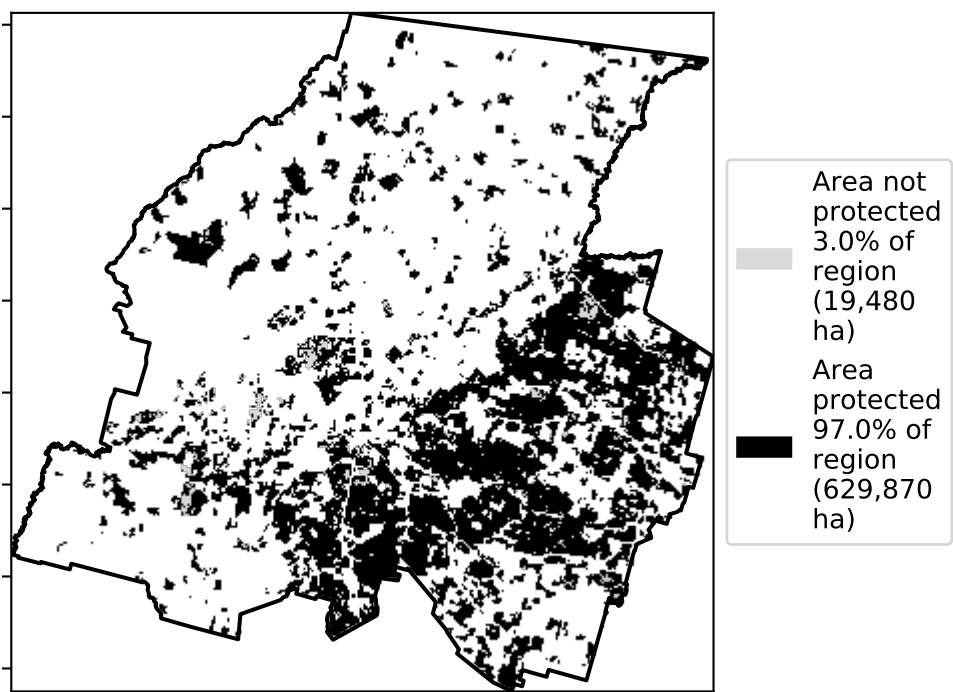 Area not
protected
3.0% of
region
(19,480
ha)
Area
protected
97.0% of
region
(629,870
ha)